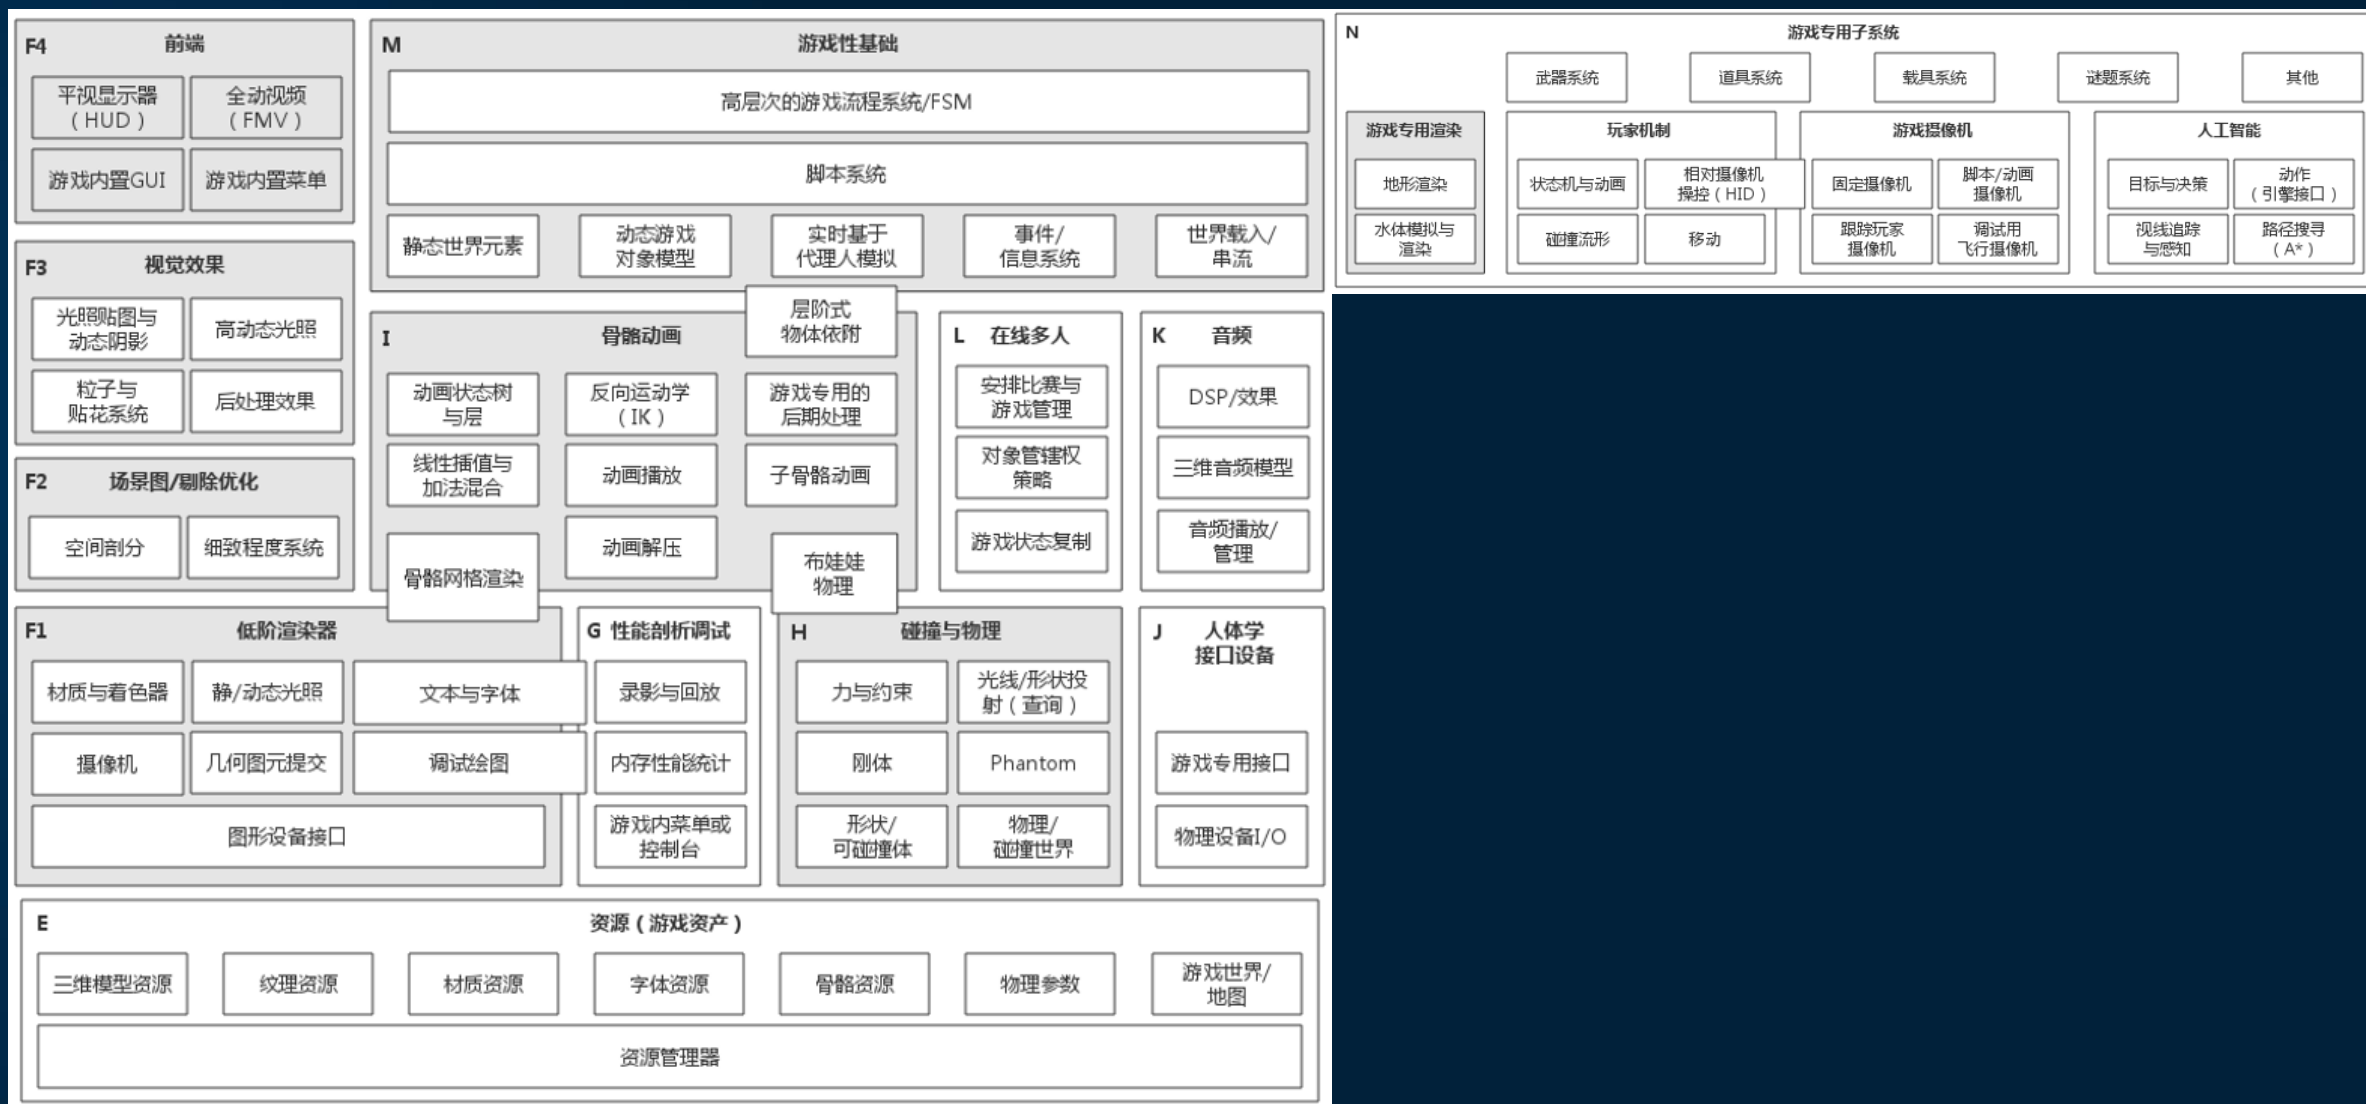 F4
前端
平视显示器
（HUD）
全动视频
（FMV）
游戏内置GUI
游戏内置菜单
F3
视觉效果
光照贴图与
动态阴影
高动态光照
粒子与
贴花系统
后处理效果
F2
场景图/剔除优化
空间剖分
细致程度系统
M
游戏性基础
高层次的游戏流程系统/FSM
脚本系统
静态世界元素
动态游戏
对象模型
实时基于
代理人模拟
事件/
信息系统
世界载入/
串流
层阶式
物体依附
I
骨骼动画
动画状态树
与层
反向运动学
（IK）
游戏专用的
后期处理
线性插值与
加法混合
动画播放
子骨骼动画
动画解压
骨骼网格渲染
布娃娃
物理
L
在线多人
安排比赛与
游戏管理
对象管辖权
策略
游戏状态复制
K
音频
DSP/效果
三维音频模型
音频播放/
管理
F1
低阶渲染器
材质与着色器
静/动态光照
文本与字体
摄像机
几何图元提交
调试绘图
图形设备接口
G 性能剖析调试
录影与回放
内存性能统计
游戏内菜单或
控制台
H
碰撞与物理
力与约束
光线/形状投
射（查询）
刚体
Phantom
形状/
可碰撞体
物理/
碰撞世界
J
人体学
接口设备
游戏专用接口
物理设备I/O
E
资源（游戏资产）
三维模型资源
纹理资源
材质资源
字体资源
骨骼资源
物理参数
游戏世界/
地图
资源管理器
N
游戏专用子系统
武器系统
道具系统
载具系统
谜题系统
其他
游戏专用渲染
地形渲染
水体模拟与
渲染
玩家机制
状态机与动画
相对摄像机
操控（HID）
碰撞流形
移动
游戏摄像机
固定摄像机
脚本/动画
摄像机
跟踪玩家
摄像机
调试用
飞行摄像机
人工智能
目标与决策
动作
（引擎接口）
视线追踪
与感知
路径搜寻
（A*）